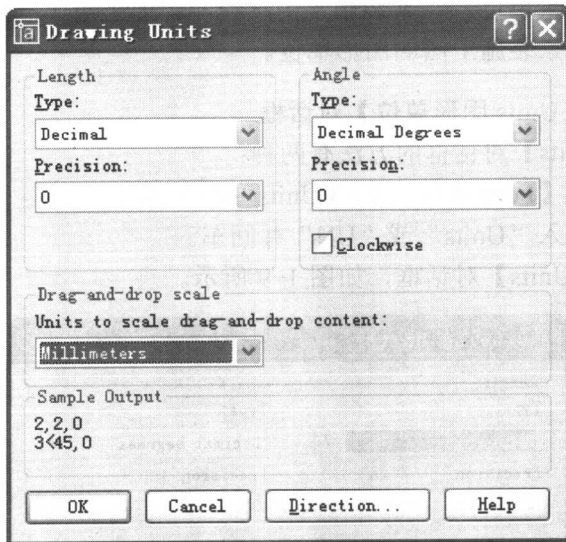 Drawing Units
Length
Type:
Decimal
Precision:
0
Angle
Type:
Decimal Degrees
Precision:
0
Clockwise
Drag-and-drop scale
Units to scale drag-and-drop content:
Millimeters
Sample Output
2,2,0
3<45,0
OK
Cancel
Direction...
Help